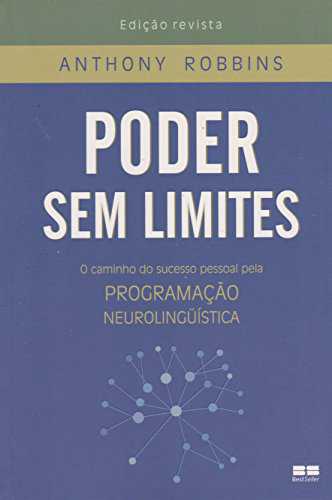 Edição revista
ANTHONY ROBBINS
PODER
SEM LIMITES
O caminho do sucesso pessoal pela
PROGRAMAÇÃO
NEUROLINGÜÍSTICA
BestSeller